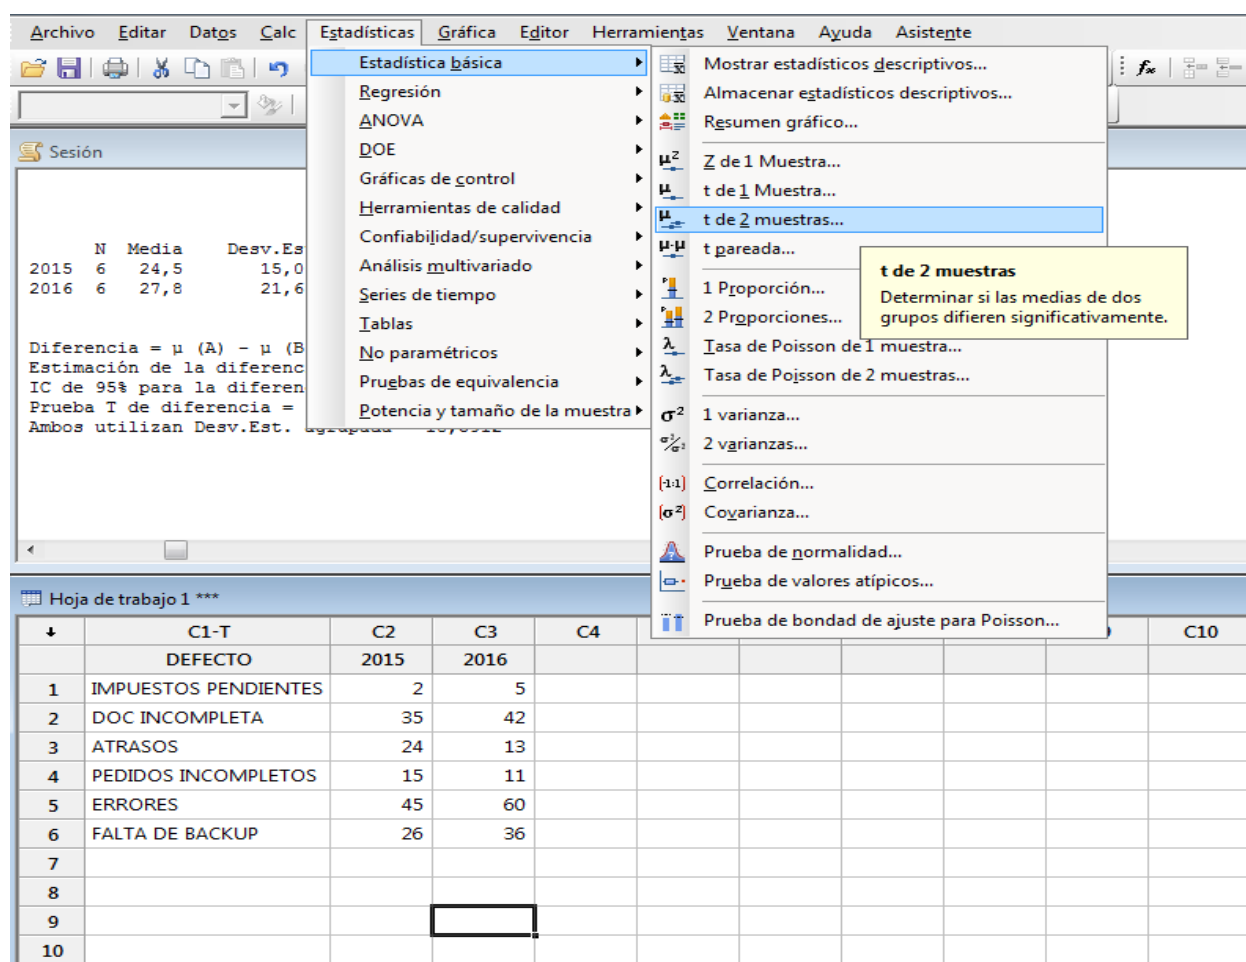 Archivo Editar Datos Calc Estadísticas Gráfica Editor Herramientas Ventana Ayuda Asistente
Estadística básica
Regresión
ANOVA
DOE
Gráficas de control
Herramientas de calidad
Confiabilidad/supervivencia
Análisis multivariado
Series de tiempo
Tablas
No paramétricos
Pruebas de equivalencia
Potencia y tamaño de la muestra
Mostrar estadísticos descriptivos...
Almacenar estadísticos descriptivos...
Resumen gráfico...
Z de 1 Muestra...
t de 1 Muestra...
t de 2 muestras...
t pareada...
1 Proporción...
2 Proporciones...
Tasa de Poisson de 1 muestra...
Tasa de Poisson de 2 muestras...
1 varianza...
2 varianzas...
Correlación...
Covarianza...
Prueba de normalidad...
Prueba de valores atípicos...
Prueba de bondad de ajuste para Poisson...
t de 2 muestras
Determinar si las medias de dos
grupos difieren significativamente.
Sesión
N Media Desv.Es
2015 6 24,5 15,0
2016 6 27,8 21,6
Diferencia = μ (A) - μ (B
Estimación de la diferenc
IC de 95% para la diferen
Prueba T de diferencia =
Ambos utilizan Desv.Est.
Hoja de trabajo 1 ***
C1-T C2 C3 C4 C10
DEFECTO 2015 2016
1 IMPUESTOS PENDIENTES 2 5
2 DOC INCOMPLETA 35 42
3 ATRASOS 24 13
4 PEDIDOS INCOMPLETOS 15 11
5 ERRORES 45 60
6 FALTA DE BACKUP 26 36
7
8
9
10